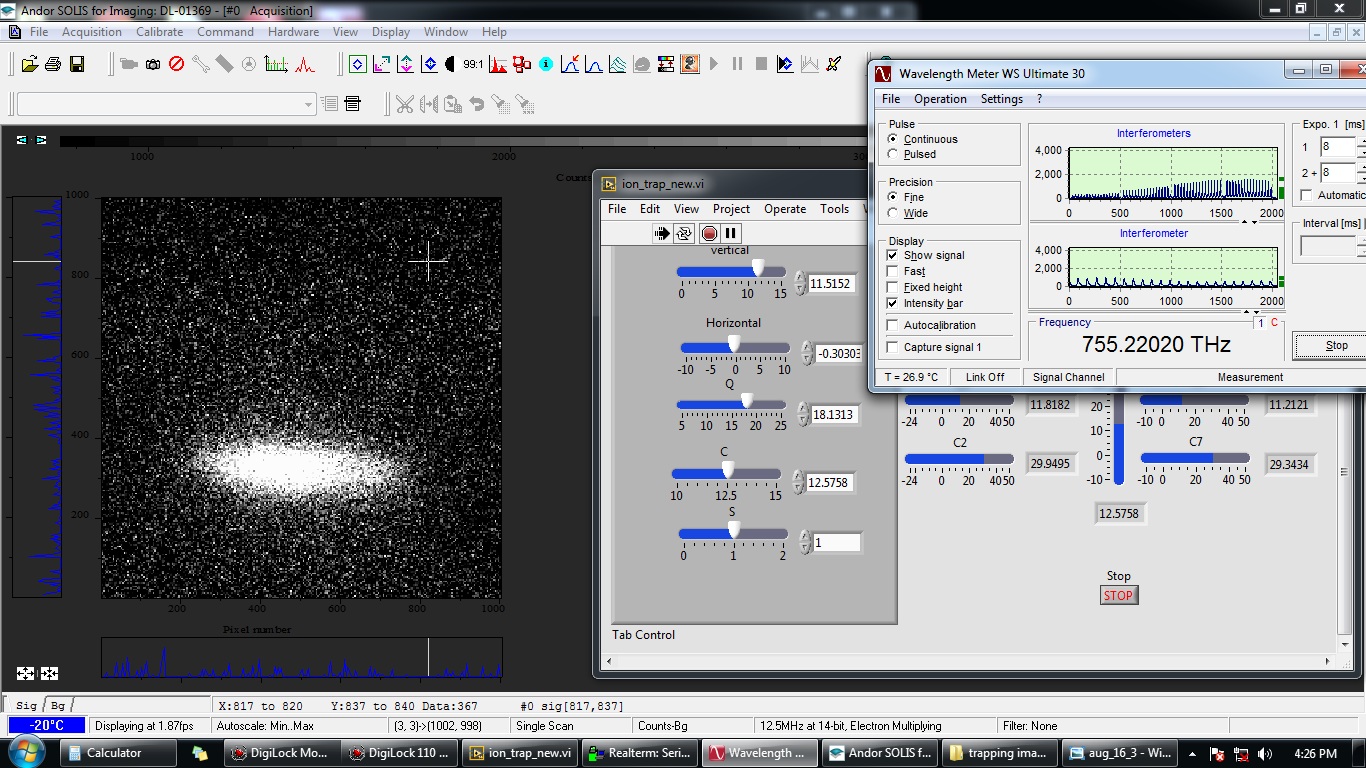 Andor SOLIS for Imaging: DL-01369 - [#0 Acquisition]
File Acquisition Calibrate Command Hardware View Display Window Help
99:1
1000 2000
Counts
1000
800
600
400
200
200 400 600 800 1000
Pixel number
Sig Bg
X:817 to 820 Y:837 to 840 Data:367 #0 sig[817,837]
-20°C Displaying at 1.87fps Autoscale: Min..Max (3, 3)->(1002, 998) Single Scan Counts-Bg 12.5MHz at 14-bit, Electron Multiplying Filter: None
ion_trap_new.vi
File Edit View Project Operate Tools
vertical
0 5 10 15
11.5152
Horizontal
-10 -5 0 5 10
-0.30303
Q
5 10 15 20 25
18.1313
C
10 12.5 15
12.5758
S
0 1 2
1
Tab Control
11.8182
-24 0 20 40 50
C2
29.9495
-24 0 20 40 50
20
10
0
-10
12.5758
11.2121
-10 0 20 40 50
C7
29.3434
-10 0 20 40 50
Stop
STOP
Wavelength Meter WS Ultimate 30
File Operation Settings ?
Pulse
Continuous
Pulsed
Precision
Fine
Wide
Display
Show signal
Fast
Fixed height
Intensity bar
Autocalibration
Capture signal 1
Interferometers
4,000
2,000
0
0 500 1000 1500 2000
Interferometer
4,000
2,000
0
0 500 1000 1500 2000
Frequency 1 C
755.22020 THz
Expo. 1 [ms]
1 8
2 + 8
Automatic
Interval [ms]
Stop
T = 26.9 °C Link Off Signal Channel Measurement
Calculator DigiLock Mo... DigiLock 110 ... ion_trap_new.vi Realterm: Seri... Wavelength ... Andor SOLIS f... trapping ima... aug_16_3 - Wi... 4:26 PM